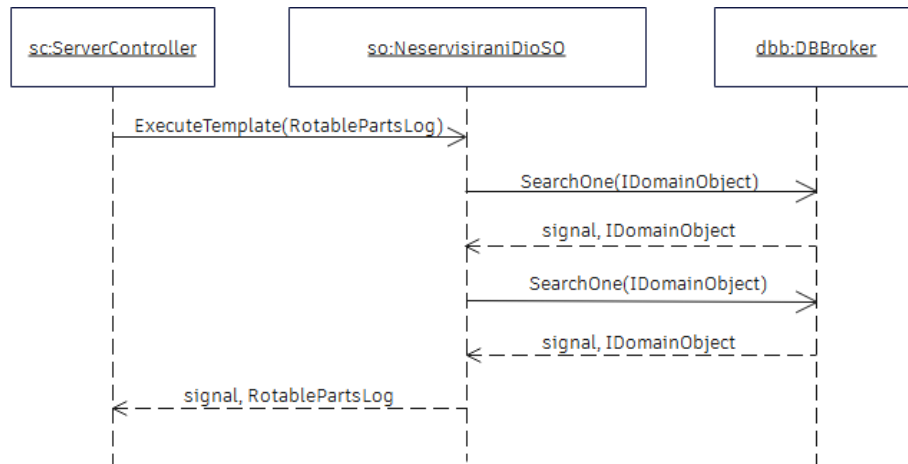 sc:ServerController
so:NeservisiraniDioSO
dbb:DBBroker
ExecuteTemplate(RotablePartsLog)
SearchOne(IDomainObject)
signal, IDomainObject
SearchOne(IDomainObject)
signal, IDomainObject
signal, RotablePartsLog